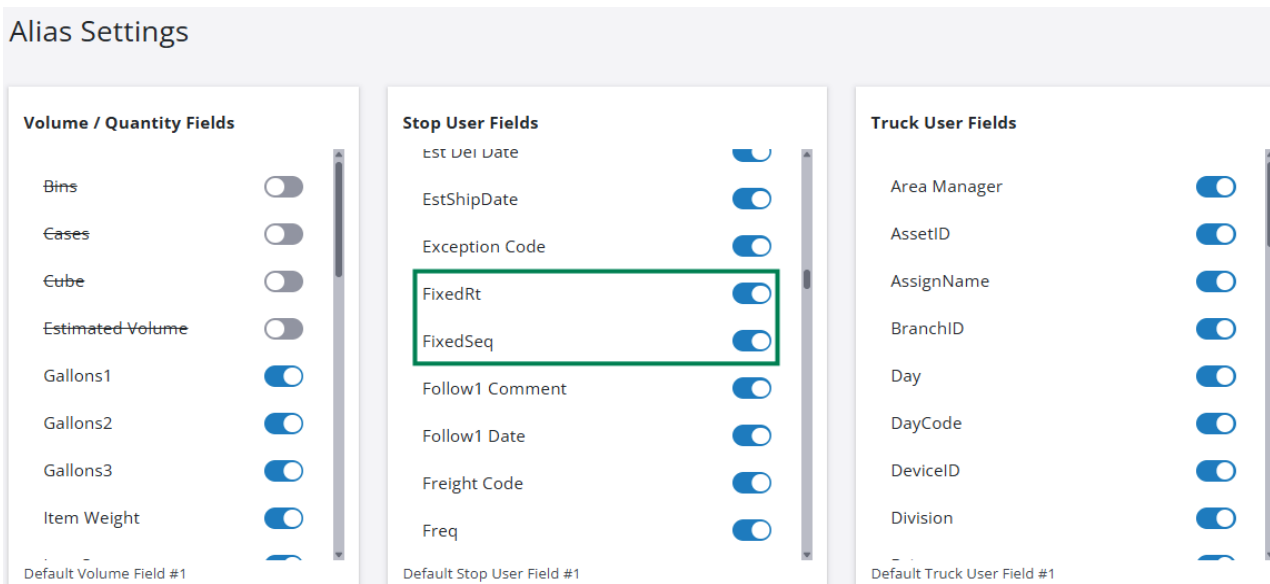 Alias Settings
Volume / Quantity Fields
Bins
Cases
Cube
Estimated Volume
Gallons1
Gallons2
Gallons3
Item Weight
Default Volume Field #1
Stop User Fields
Est Del Date
EstShipDate
Exception Code
FixedRt
FixedSeq
Follow1 Comment
Follow1 Date
Freight Code
Freq
Default Stop User Field #1
Truck User Fields
Area Manager
AssetID
AssignName
BranchID
Day
DayCode
DeviceID
Division
Default Truck User Field #1